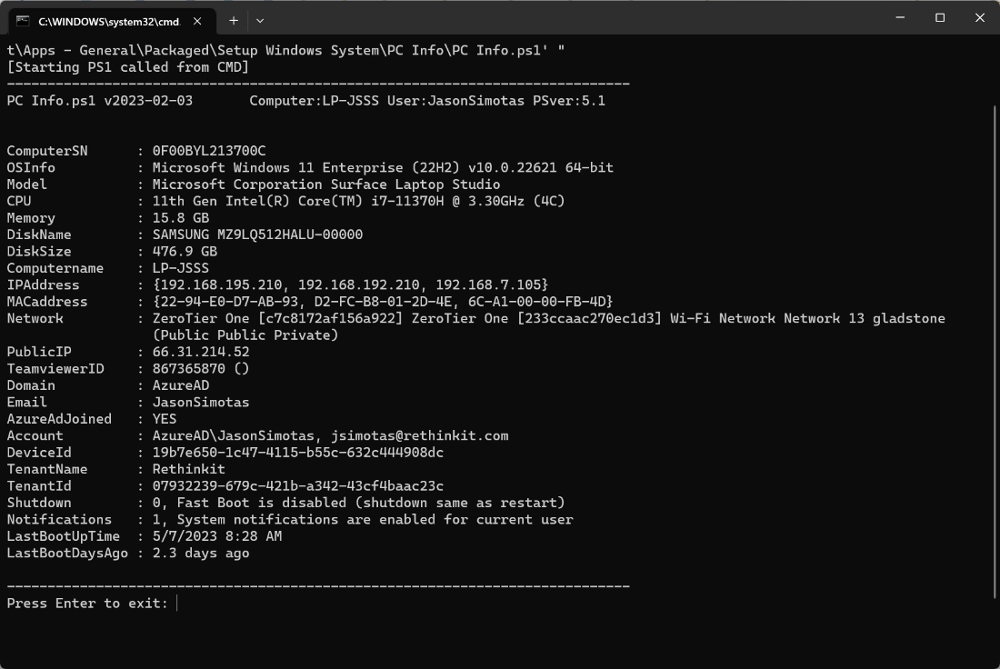 C:\WINDOWS\system32\cmd.
t\Apps - General\Packaged\Setup Windows System\PC Info\PC Info.ps1' "
[Starting PS1 called from CMD]
-----------------------------------------------------------------------------
PC Info.ps1 v2023-02-03       Computer:LP-JSSS User:JasonSimotas PSver:5.1
ComputerSN      : 0F00BYL213700C
OSInfo          : Microsoft Windows 11 Enterprise (22H2) v10.0.22621 64-bit
Model           : Microsoft Corporation Surface Laptop Studio
CPU             : 11th Gen Intel(R) Core(TM) i7-11370H @ 3.30GHz (4C)
Memory          : 15.8 GB
DiskName        : SAMSUNG MZ9LQ512HALU-00000
DiskSize        : 476.9 GB
Computername    : LP-JSSS
IPAddress       : {192.168.195.210, 192.168.192.210, 192.168.7.105}
MACaddress      : {22-94-E0-D7-AB-93, D2-FC-B8-01-2D-4E, 6C-A1-00-00-FB-4D}
Network         : ZeroTier One [c7c8172af156a922] ZeroTier One [233ccaac270ec1d3] Wi-Fi Network Network 13 gladstone
                  (Public Public Private)
PublicIP        : 66.31.214.52
TeamviewerID    : 867365870 ()
Domain          : AzureAD
Email           : JasonSimotas
AzureAdJoined   : YES
Account         : AzureAD\JasonSimotas, jsimotas@rethinkit.com
DeviceId        : 19b7e650-1c47-4115-b55c-632c444908dc
TenantName      : Rethinkit
TenantId        : 07932239-679c-421b-a342-43cf4baac23c
Shutdown        : 0, Fast Boot is disabled (shutdown same as restart)
Notifications   : 1, System notifications are enabled for current user
LastBootUpTime  : 5/7/2023 8:28 AM
LastBootDaysAgo : 2.3 days ago
-----------------------------------------------------------------------------
Press Enter to exit: